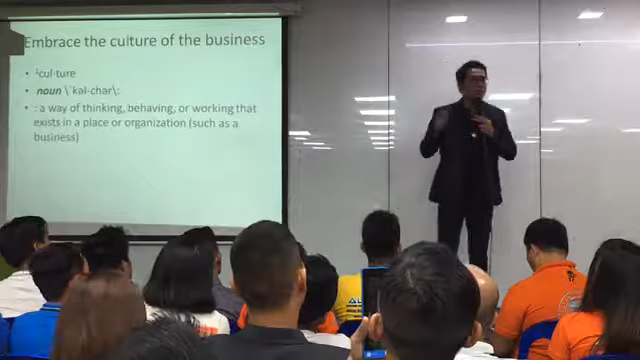 Embrace the culture of the business
• ¹cul·ture
• noun \ˈkəl-chər\:
• : a way of thinking, behaving, or working that
exists in a place or organization (such as a
business)